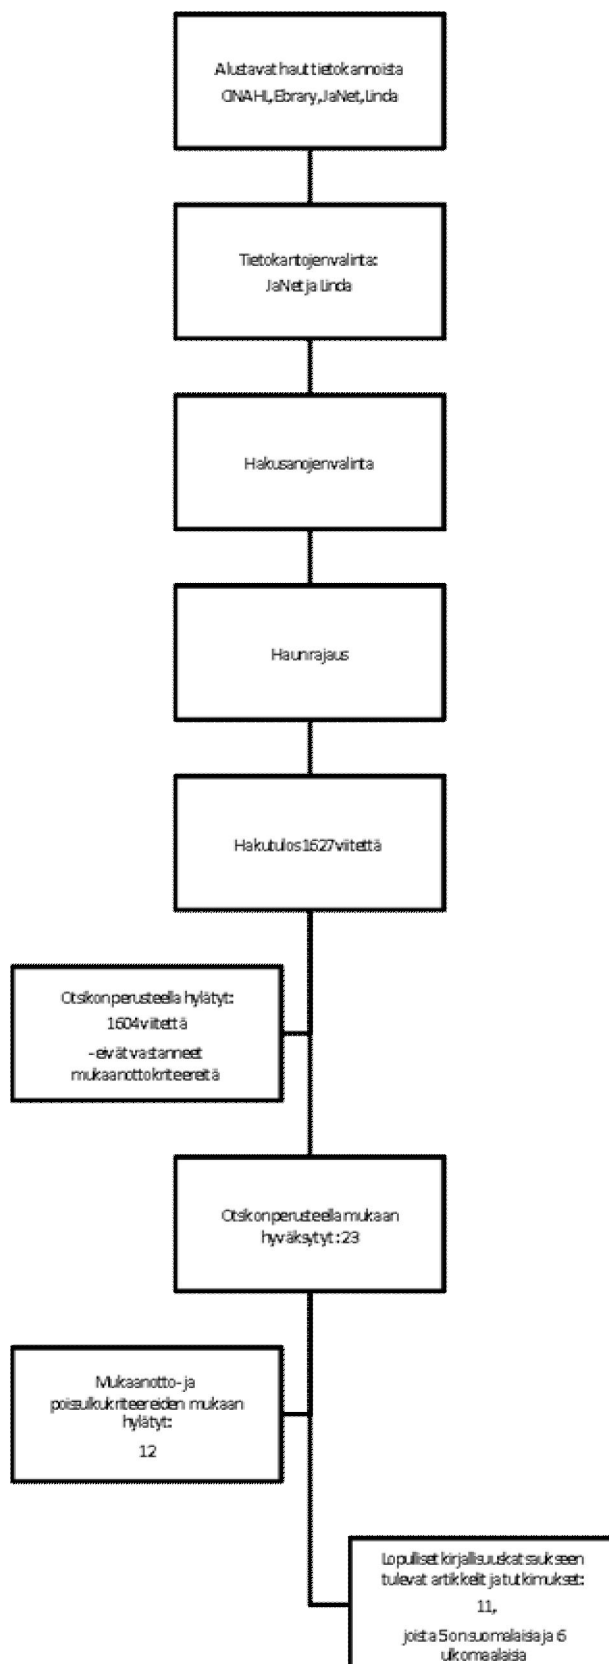 Alustavat haut tietokannoista
CINAHL, Ebrary, JaNet, Linda
Tietokantojen valinta:
JaNet ja Linda
Hakusanojen valinta
Haun rajaus
Hakutulos 1627 viitettä
Otsikon perusteella hylätyt:
1604 viitettä
- eivät vastanneet
mukaanottokriteereitä
Otsikon perusteella mukaan
hyväksytyt: 23
Mukaanotto- ja
poissulkukriteereiden mukaan
hylätyt:
12
Lopulliset kirjallisuuskatsaukseen
tulevat artikkelit ja tutkimukset:
11,
joista 5 on suomalaisia ja 6
ulkomaalaisia